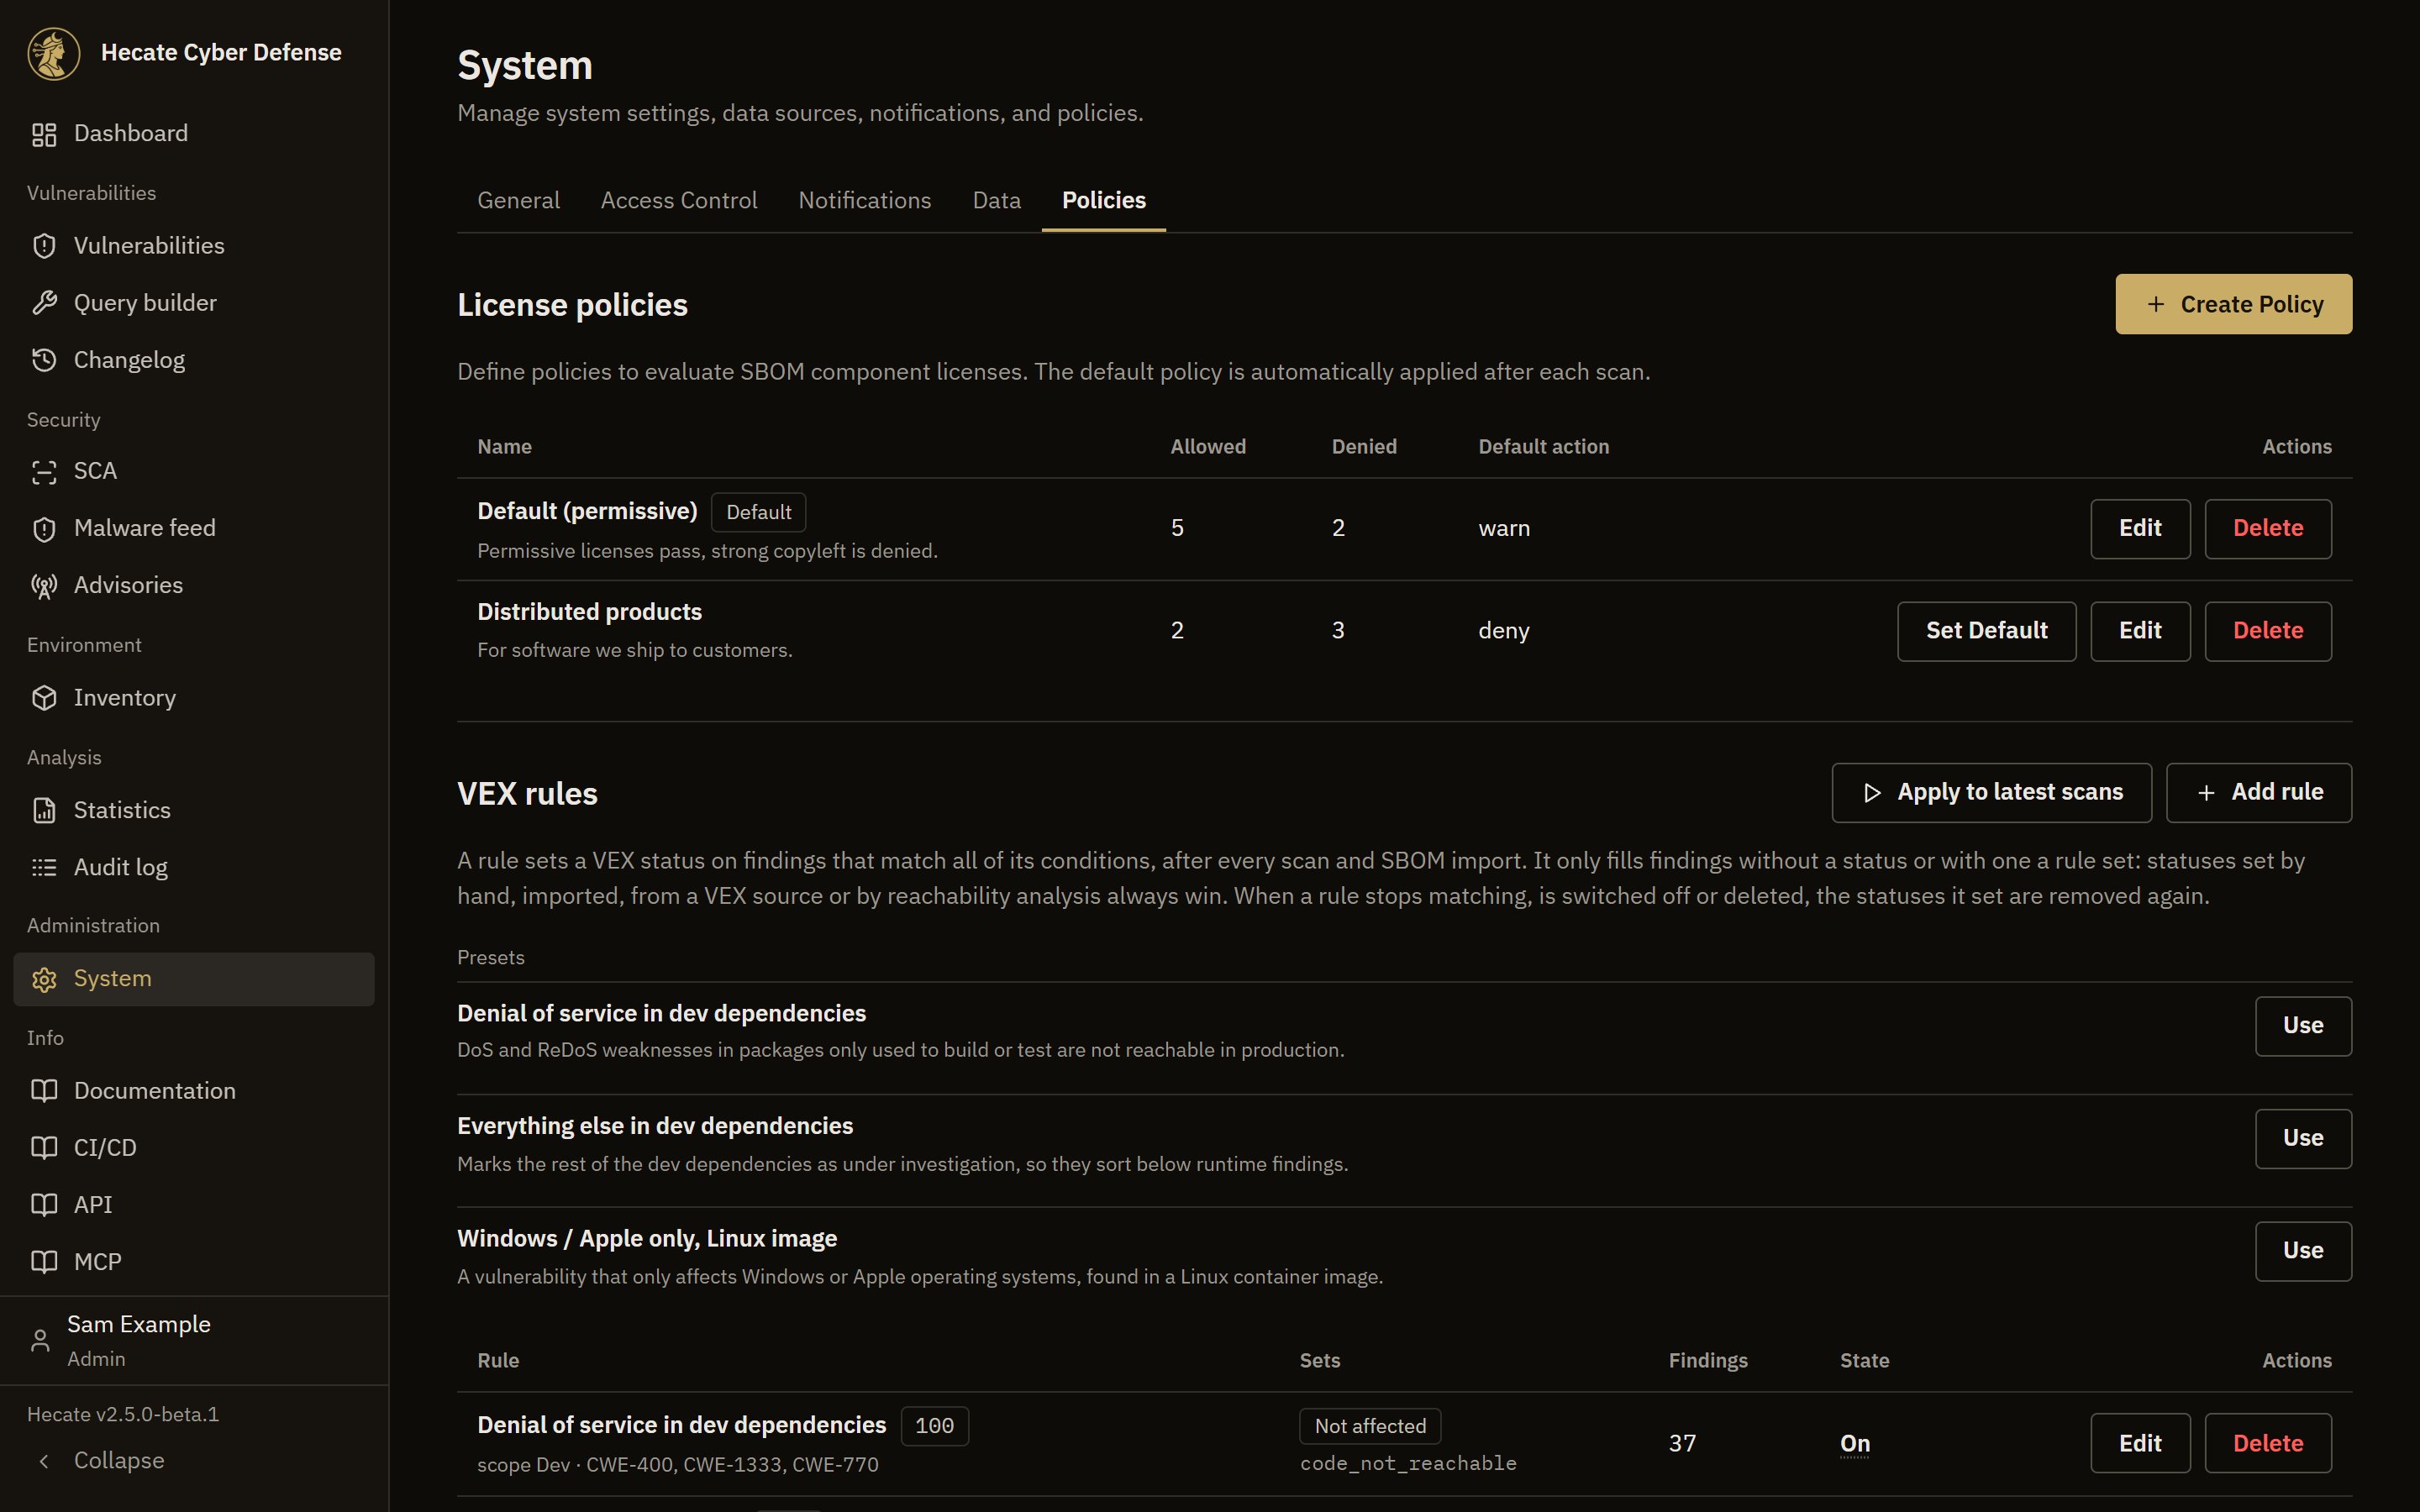 Hecate Cyber Defense
Dashboard
Vulnerabilities
Vulnerabilities
Query builder
Changelog
Security
SCA
Malware feed
Advisories
Environment
Inventory
Analysis
Statistics
Audit log
Administration
System
Info
Documentation
CI/CD
API
MCP
Sam Example
Admin
Hecate v2.5.0-beta.1
Collapse
System
Manage system settings, data sources, notifications, and policies.
General Access Control Notifications Data Policies
License policies
Create Policy
Define policies to evaluate SBOM component licenses. The default policy is automatically applied after each scan.
Name Allowed Denied Default action Actions
Default (permissive) Default
Permissive licenses pass, strong copyleft is denied.
5 2 warn Edit Delete
Distributed products
For software we ship to customers.
2 3 deny Set Default Edit Delete
VEX rules
Apply to latest scans Add rule
A rule sets a VEX status on findings that match all of its conditions, after every scan and SBOM import. It only fills findings without a status or with one a rule set: statuses set by
hand, imported, from a VEX source or by reachability analysis always win. When a rule stops matching, is switched off or deleted, the statuses it set are removed again.
Presets
Denial of service in dev dependencies
DoS and ReDoS weaknesses in packages only used to build or test are not reachable in production.
Use
Everything else in dev dependencies
Marks the rest of the dev dependencies as under investigation, so they sort below runtime findings.
Use
Windows / Apple only, Linux image
A vulnerability that only affects Windows or Apple operating systems, found in a Linux container image.
Use
Rule Sets Findings State Actions
Denial of service in dev dependencies 100
scope Dev · CWE-400, CWE-1333, CWE-770
Not affected
code_not_reachable
37 On Edit Delete